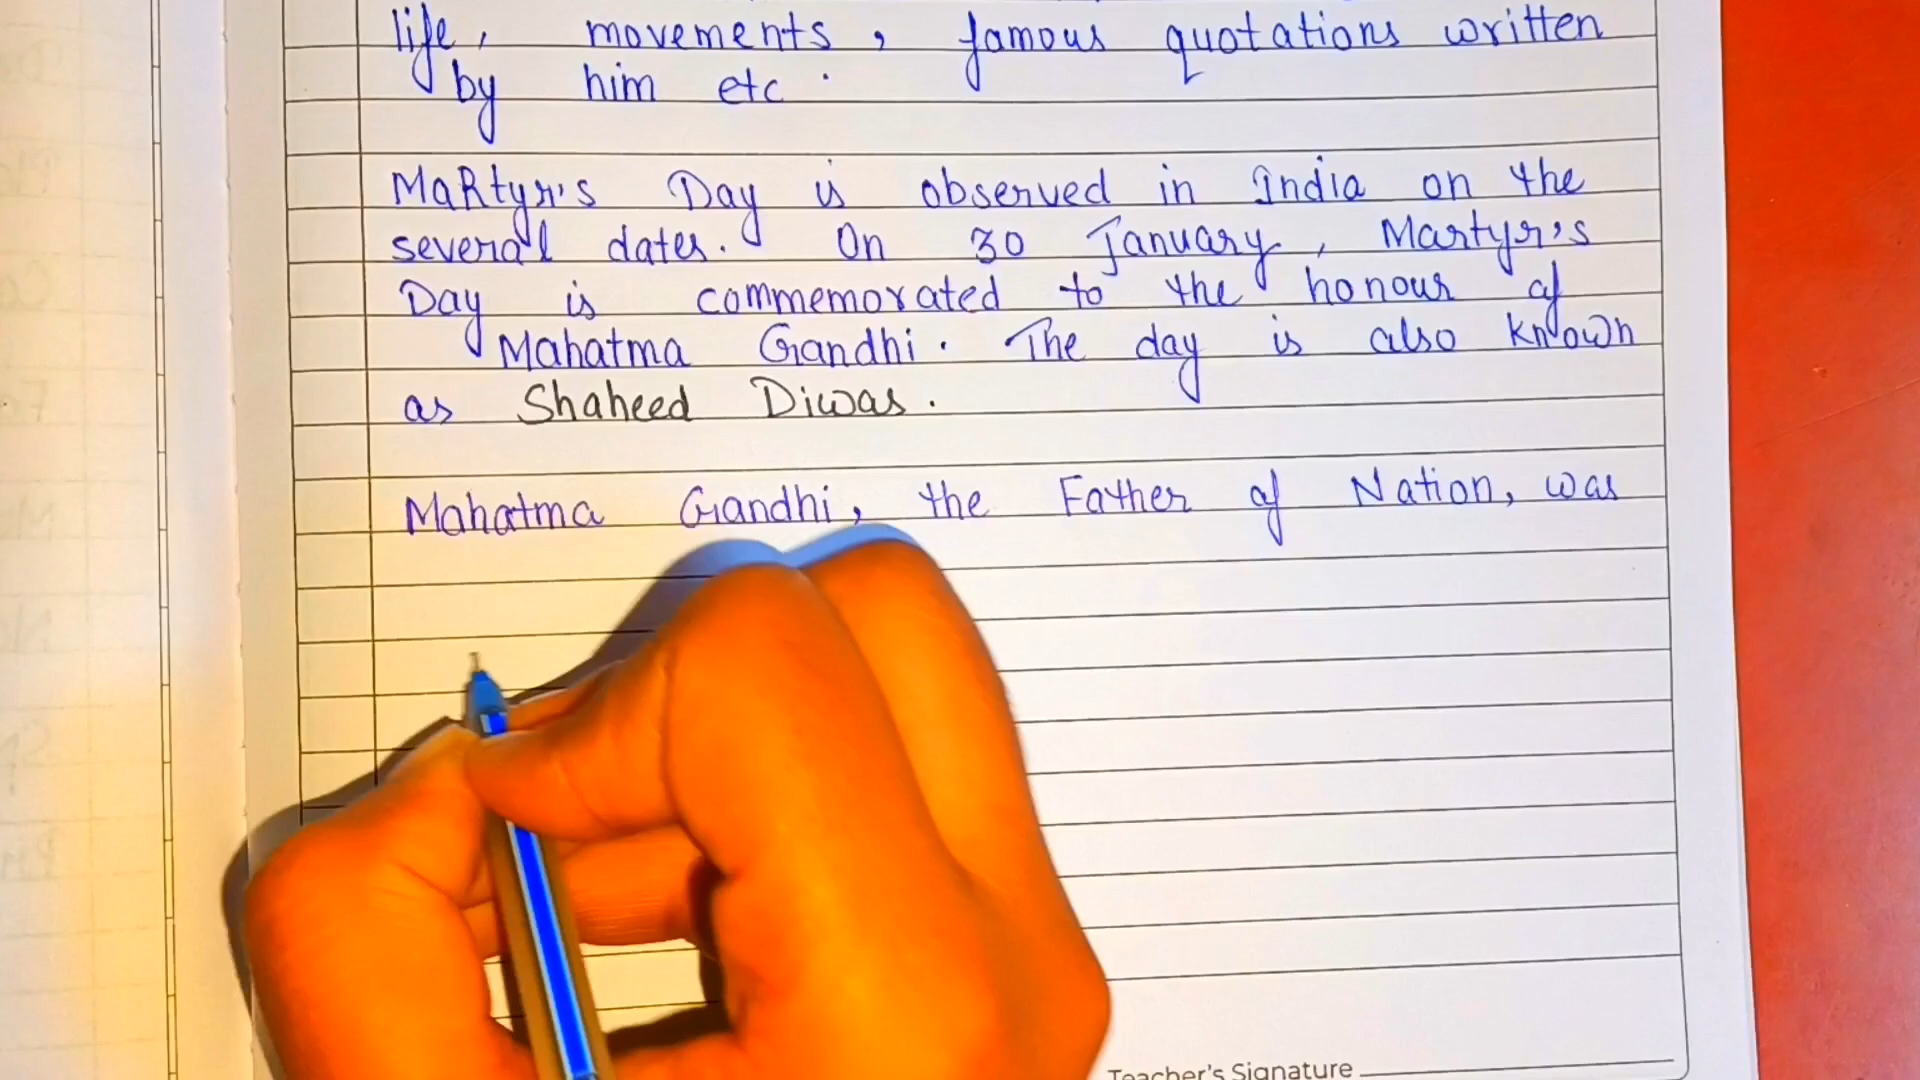 life, movements, famous quotations written
by him etc.
MaRtyr's Day is observed in India on the
several dates. On 30 January, Martyr's
Day is commemorated to the honour of
Mahatma Gandhi. The day is also known
as Shaheed Diwas.
Mahatma Gandhi, the Father of Nation, was
Teacher's Signature